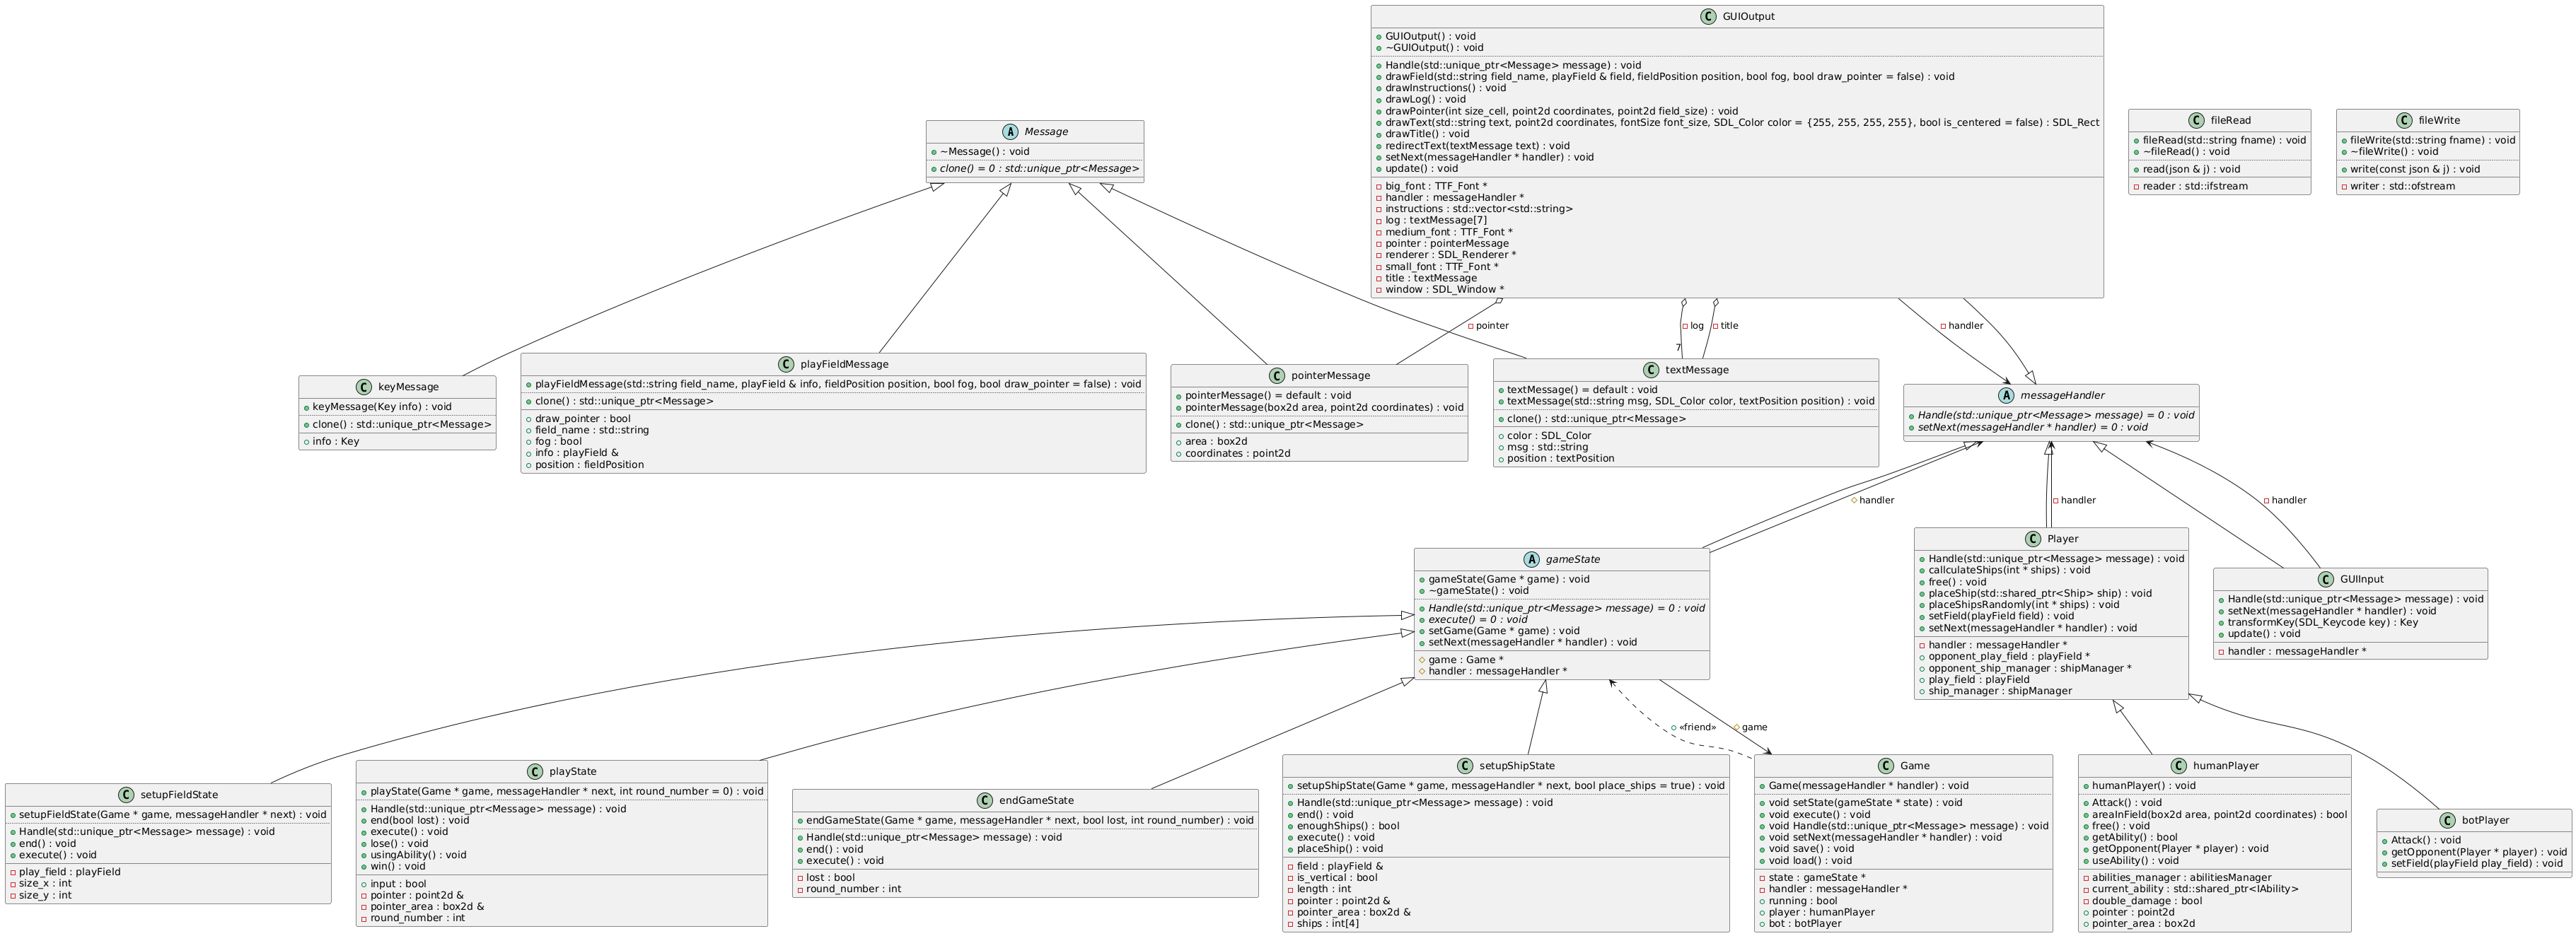 GUIOutput
GUIOutput() : void
~GUIOutput() : void
Handle(std::unique_ptr<Message> message) : void
drawField(std::string field_name, playField & field, fieldPosition position, bool fog, bool draw_pointer = false) : void
drawInstructions() : void
drawLog() : void
drawPointer(int size_cell, point2d coordinates, point2d field_size) : void
drawText(std::string text, point2d coordinates, fontSize font_size, SDL_Color color = {255, 255, 255, 255}, bool is_centered = false) : SDL_Rect
drawTitle() : void
redirectText(textMessage text) : void
setNext(messageHandler * handler) : void
update() : void
big_font : TTF_Font *
handler : messageHandler *
instructions : std::vector<std::string>
log : textMessage[7]
medium_font : TTF_Font *
pointer : pointerMessage
renderer : SDL_Renderer *
small_font : TTF_Font *
title : textMessage
window : SDL_Window *
A Message
~Message() : void
clone() = 0 : std::unique_ptr<Message>
C fileRead
fileRead(std::string fname) : void
~fileRead() : void
read(json & j) : void
reader : std::ifstream
C fileWrite
fileWrite(std::string fname) : void
~fileWrite() : void
write(const json & j) : void
writer : std::ofstream
pointer
log
title
handler
7
C keyMessage
keyMessage(Key info) : void
clone() : std::unique_ptr<Message>
info : Key
C playFieldMessage
playFieldMessage(std::string field_name, playField & info, fieldPosition position, bool fog, bool draw_pointer = false) : void
clone() : std::unique_ptr<Message>
draw_pointer : bool
field_name : std::string
fog : bool
info : playField &
position : fieldPosition
C pointerMessage
pointerMessage() = default : void
pointerMessage(box2d area, point2d coordinates) : void
clone() : std::unique_ptr<Message>
area : box2d
coordinates : point2d
C textMessage
textMessage() = default : void
textMessage(std::string msg, SDL_Color color, textPosition position) : void
clone() : std::unique_ptr<Message>
color : SDL_Color
msg : std::string
position : textPosition
A messageHandler
Handle(std::unique_ptr<Message> message) = 0 : void
setNext(messageHandler * handler) = 0 : void
handler
handler
handler
A gameState
gameState(Game * game) : void
~gameState() : void
Handle(std::unique_ptr<Message> message) = 0 : void
execute() = 0 : void
setGame(Game * game) : void
setNext(messageHandler * handler) : void
game : Game *
handler : messageHandler *
C Player
Handle(std::unique_ptr<Message> message) : void
callculateShips(int * ships) : void
free() : void
placeShip(std::shared_ptr<Ship> ship) : void
placeShipsRandomly(int * ships) : void
setField(playField field) : void
setNext(messageHandler * handler) : void
handler : messageHandler *
opponent_play_field : playField *
opponent_ship_manager : shipManager *
play_field : playField
ship_manager : shipManager
C GUIInput
Handle(std::unique_ptr<Message> message) : void
setNext(messageHandler * handler) : void
transformKey(SDL_Keycode key) : Key
update() : void
handler : messageHandler *
«friend»
game
C setupFieldState
setupFieldState(Game * game, messageHandler * next) : void
Handle(std::unique_ptr<Message> message) : void
end() : void
execute() : void
play_field : playField
size_x : int
size_y : int
C playState
playState(Game * game, messageHandler * next, int round_number = 0) : void
Handle(std::unique_ptr<Message> message) : void
end(bool lost) : void
execute() : void
lose() : void
usingAbility() : void
win() : void
input : bool
pointer : point2d &
pointer_area : box2d &
round_number : int
C endGameState
endGameState(Game * game, messageHandler * next, bool lost, int round_number) : void
Handle(std::unique_ptr<Message> message) : void
end() : void
execute() : void
lost : bool
round_number : int
C setupShipState
setupShipState(Game * game, messageHandler * next, bool place_ships = true) : void
Handle(std::unique_ptr<Message> message) : void
end() : void
enoughShips() : bool
execute() : void
placeShip() : void
field : playField &
is_vertical : bool
length : int
pointer : point2d &
pointer_area : box2d &
ships : int[4]
C Game
Game(messageHandler * handler) : void
void setState(gameState * state) : void
void execute() : void
void Handle(std::unique_ptr<Message> message) : void
void setNext(messageHandler * handler) : void
void save() : void
void load() : void
state : gameState *
handler : messageHandler *
running : bool
player : humanPlayer
bot : botPlayer
C humanPlayer
humanPlayer() : void
Attack() : void
areaInField(box2d area, point2d coordinates) : bool
free() : void
getAbility() : bool
getOpponent(Player * player) : void
useAbility() : void
abilities_manager : abilitiesManager
current_ability : std::shared_ptr<IAbility>
double_damage : bool
pointer : point2d
pointer_area : box2d
C botPlayer
Attack() : void
getOpponent(Player * player) : void
setField(playField play_field) : void